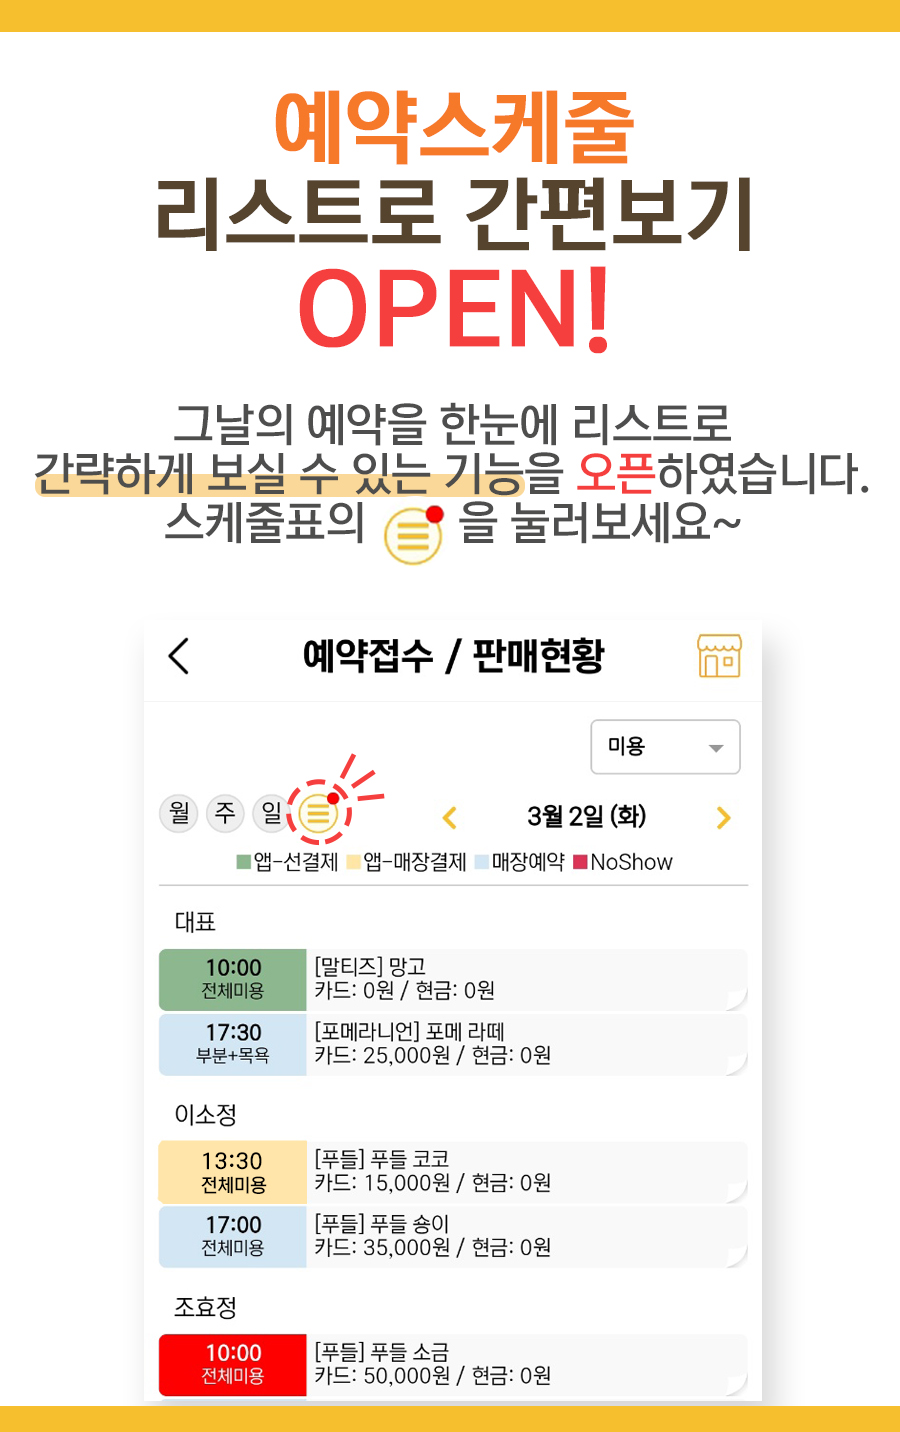 예약스케줄
리스트로 간편보기
OPEN!
그날의 예약을 한눈에 리스트로
간략하게 보실 수 있는 기능을 오픈하였습니다.
스케줄표의 을 눌러보세요~
예약접수 / 판매현황
미용
월 주 일 3월 2일 (화)
앱-선결제 앱-매장결제 매장예약 NoShow
대표
10:00 [말티즈] 망고
전체미용 카드: 0원 / 현금: 0원
17:30 [포메라니언] 포메 라떼
부분+목욕 카드: 25,000원 / 현금: 0원
이소정
13:30 [푸들] 푸들 코코
전체미용 카드: 15,000원 / 현금: 0원
17:00 [푸들] 푸들 숑이
전체미용 카드: 35,000원 / 현금: 0원
조효정
10:00 [푸들] 푸들 소금
전체미용 카드: 50,000원 / 현금: 0원